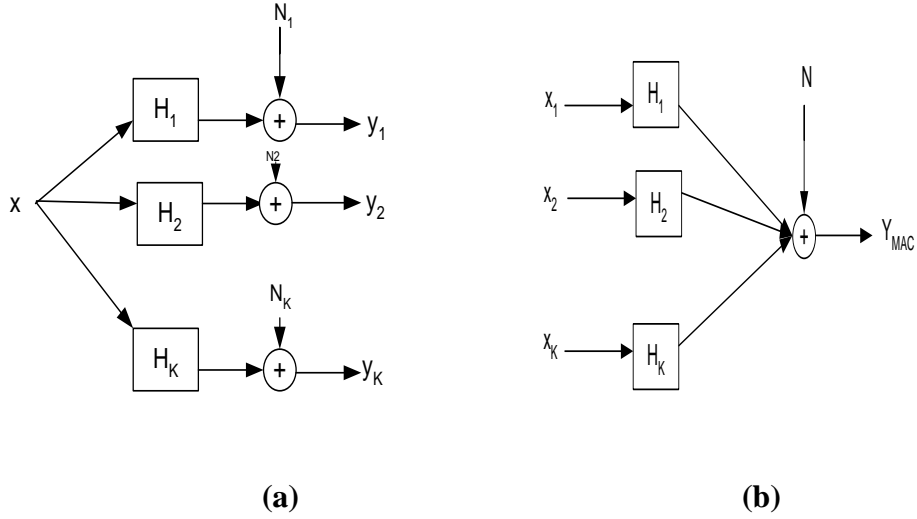 N1
H1
+
y1
N2
x
H2
+
y2
NK
HK
+
yK
(a)
N
x1
H1
x2
H2
+
YMAC
xK
HK
(b)